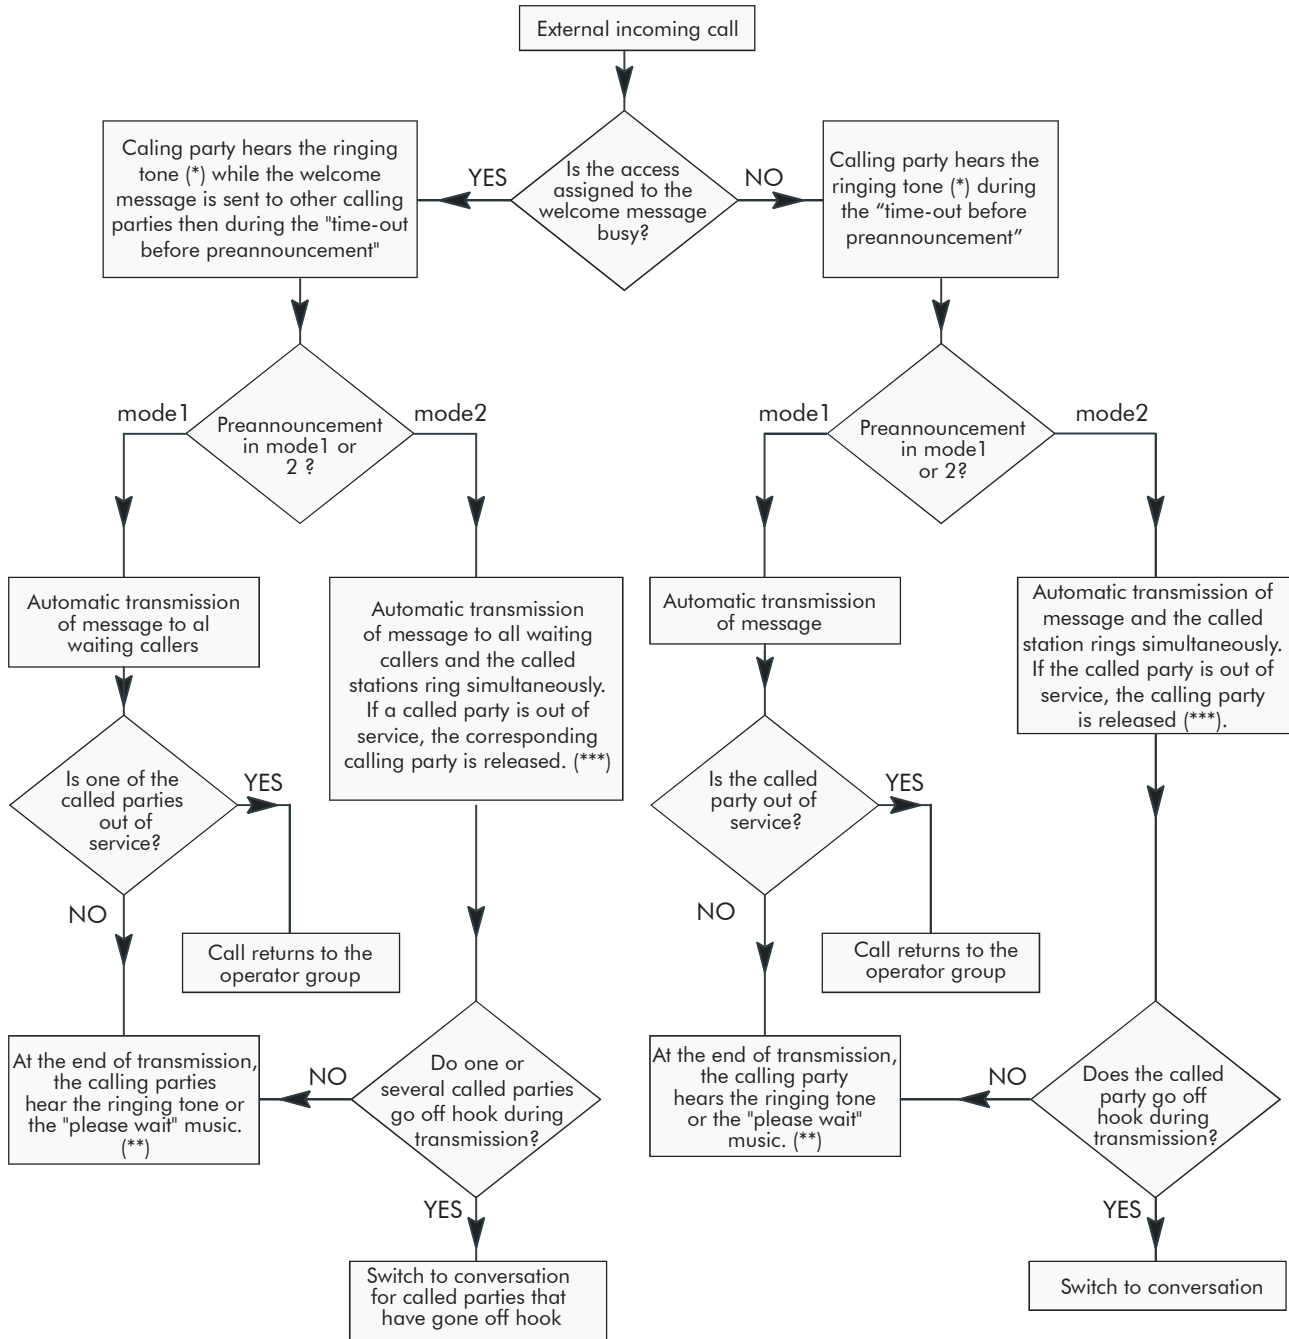 External incoming call
Caling party hears the ringing
tone (*) while the welcome
message is sent to other calling
parties then during the "time-out
before preannouncement"
YES
Is the access
assigned to the
welcome message
busy?
NO
Calling party hears the
ringing tone (*) during
the “time-out before
preannouncement”
mode1
Preannouncement
in mode1 or
2 ?
mode2
mode1
Preannouncement
in mode1
or 2?
mode2
Automatic transmission
of message to al
waiting callers
Automatic transmission
of message to all waiting
callers and the called
stations ring simultaneously.
If a called party is out of
service, the corresponding
calling party is released. (***)
Automatic transmission
of message
Automatic transmission of
message and the called
station rings simultaneously.
If the called party is out of
service, the calling party
is released (***).
Is one of the
called parties
out of
service?
YES
NO
Call returns to the
operator group
Is the called
party out of
service?
YES
NO
Call returns to the
operator group
At the end of transmission,
the calling parties
hear the ringing tone or
the "please wait" music.
(**)
NO
Do one or
several called parties
go off hook during
transmission?
YES
At the end of transmission,
the calling party
hears the ringing tone
or the "please wait"
music. (**)
NO
Does the called
party go off
hook during
transmission?
YES
Switch to conversation
for called parties that
have gone off hook
Switch to conversation